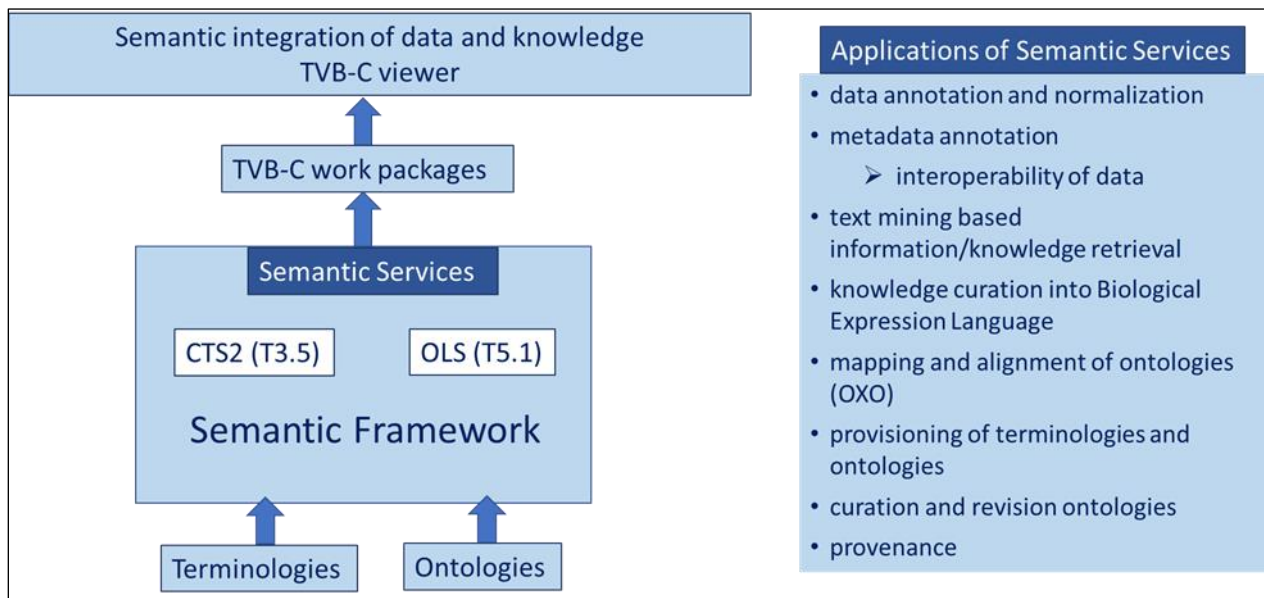 Semantic integration of data and knowledge
TVB-C viewer
TVB-C work packages
Semantic Services
CTS2 (T3.5)
OLS (T5.1)
Semantic Framework
Terminologies
Ontologies
Applications of Semantic Services
• data annotation and normalization
• metadata annotation
➢ interoperability of data
• text mining based
information/knowledge retrieval
• knowledge curation into Biological
Expression Language
• mapping and alignment of ontologies
(OXO)
• provisioning of terminologies and
ontologies
• curation and revision ontologies
• provenance